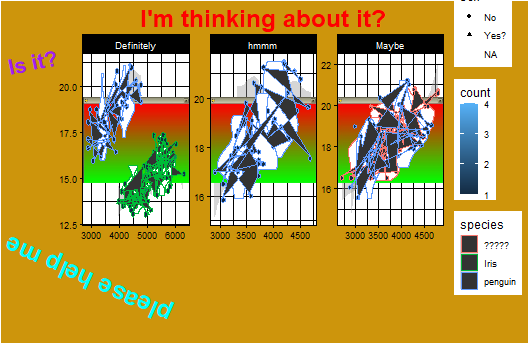 I'm thinking about it?
Is it?
Definitely
hmmm
Maybe
20.0
17.5
15.0
12.5
20
18
16
22
20
18
16
3000 4000 5000 6000
3000 3500 4000 4500
3000 3500 4000 4500
please help me
No
Yes?
NA
count
4
3
2
1
species
?????
Iris
penguin